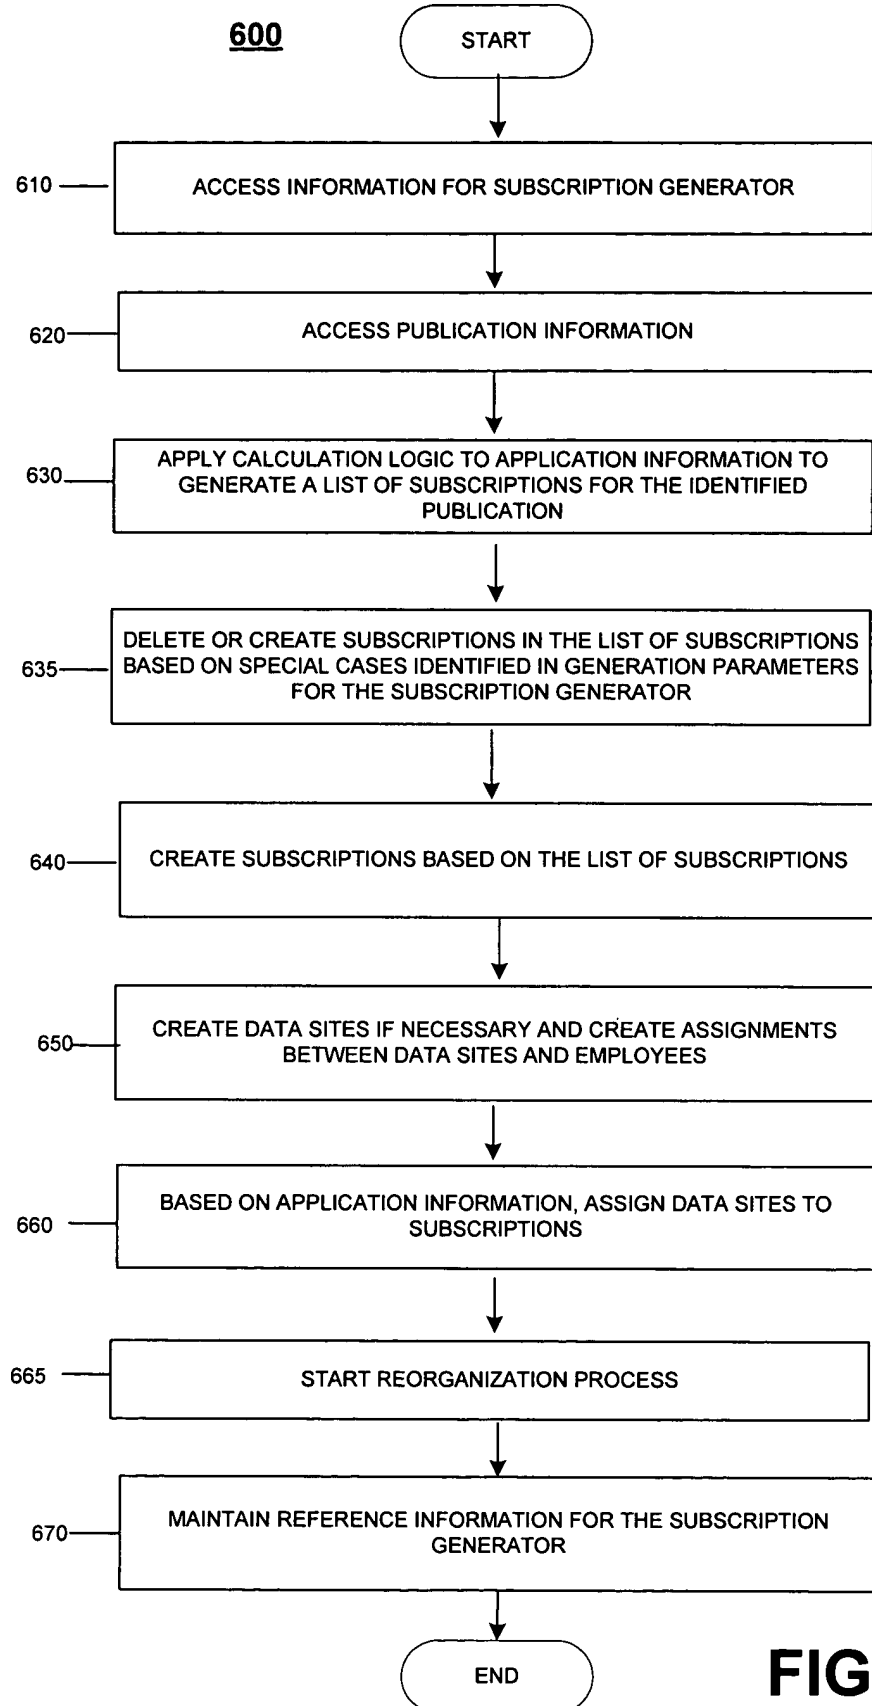 600
START
610
ACCESS INFORMATION FOR SUBSCRIPTION GENERATOR
620
ACCESS PUBLICATION INFORMATION
630
APPLY CALCULATION LOGIC TO APPLICATION INFORMATION TO
GENERATE A LIST OF SUBSCRIPTIONS FOR THE IDENTIFIED
PUBLICATION
635
DELETE OR CREATE SUBSCRIPTIONS IN THE LIST OF SUBSCRIPTIONS
BASED ON SPECIAL CASES IDENTIFIED IN GENERATION PARAMETERS
FOR THE SUBSCRIPTION GENERATOR
640
CREATE SUBSCRIPTIONS BASED ON THE LIST OF SUBSCRIPTIONS
650
CREATE DATA SITES IF NECESSARY AND CREATE ASSIGNMENTS
BETWEEN DATA SITES AND EMPLOYEES
660
BASED ON APPLICATION INFORMATION, ASSIGN DATA SITES TO
SUBSCRIPTIONS
665
START REORGANIZATION PROCESS
670
MAINTAIN REFERENCE INFORMATION FOR THE SUBSCRIPTION
GENERATOR
END
FIG